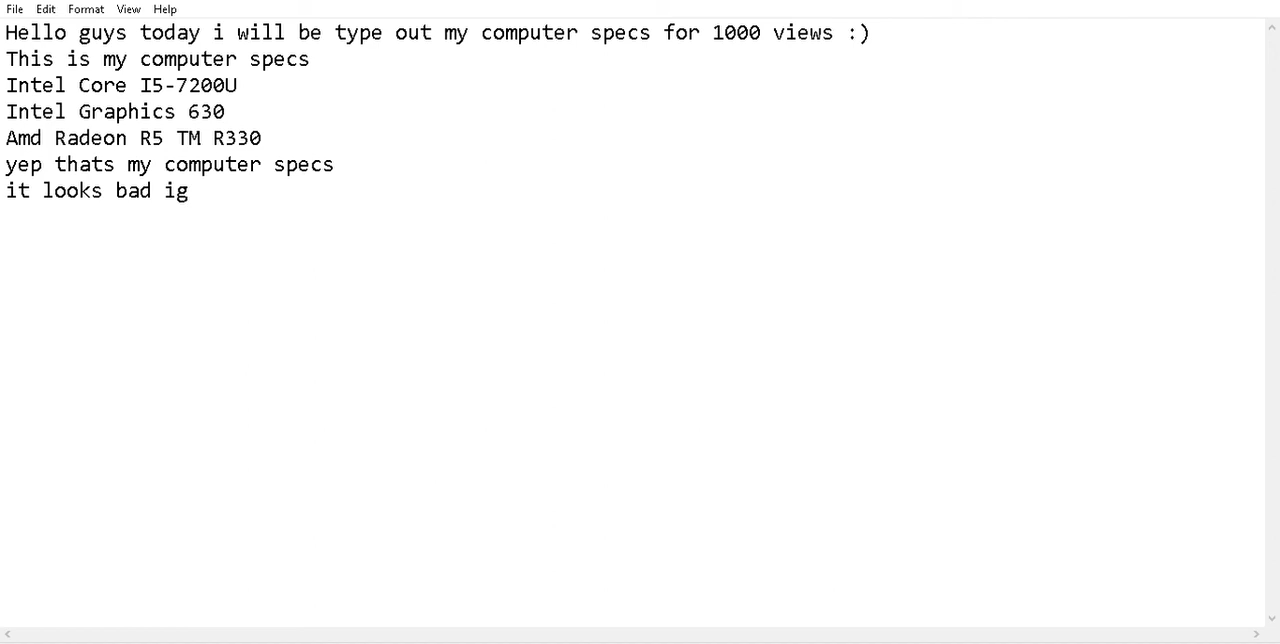 File Edit Format View Help
Hello guys today i will be type out my computer specs for 1000 views :)
This is my computer specs
Intel Core I5-7200U
Intel Graphics 630
Amd Radeon R5 TM R330
yep thats my computer specs
it looks bad ig